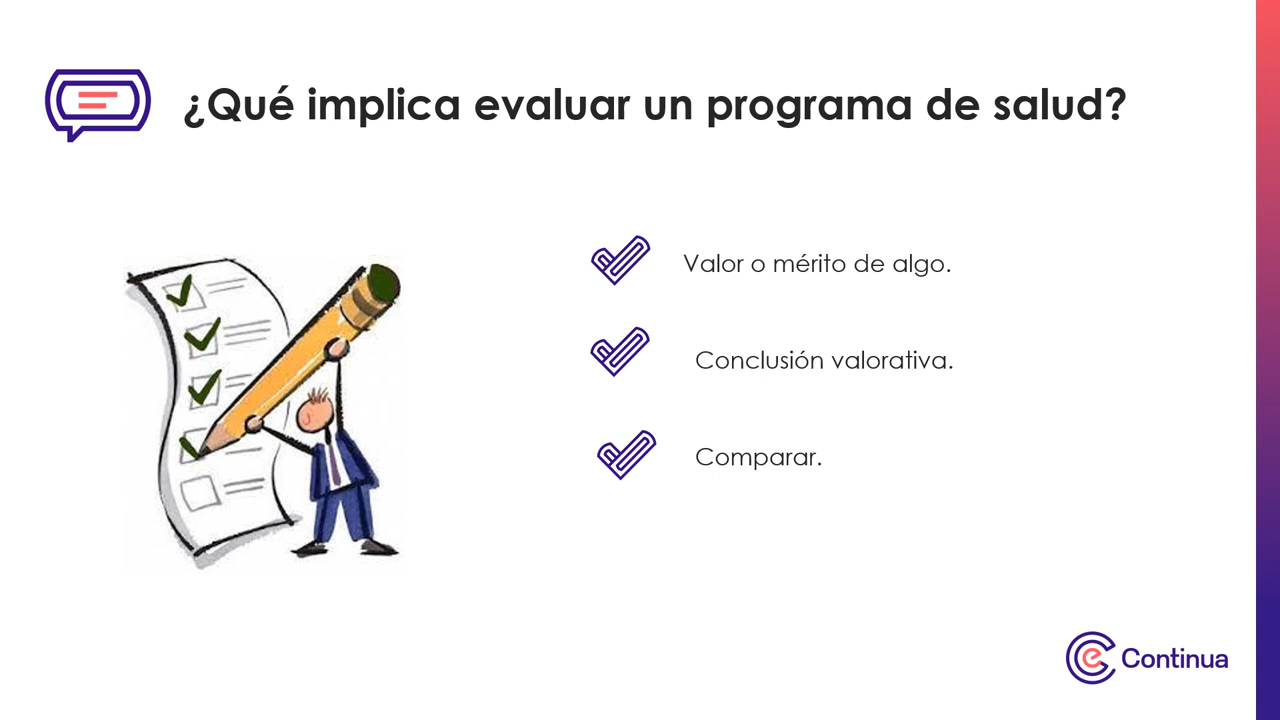 ¿Qué implica evaluar un programa de salud?
Valor o mérito de algo.
Conclusión valorativa.
Comparar.
e Continua